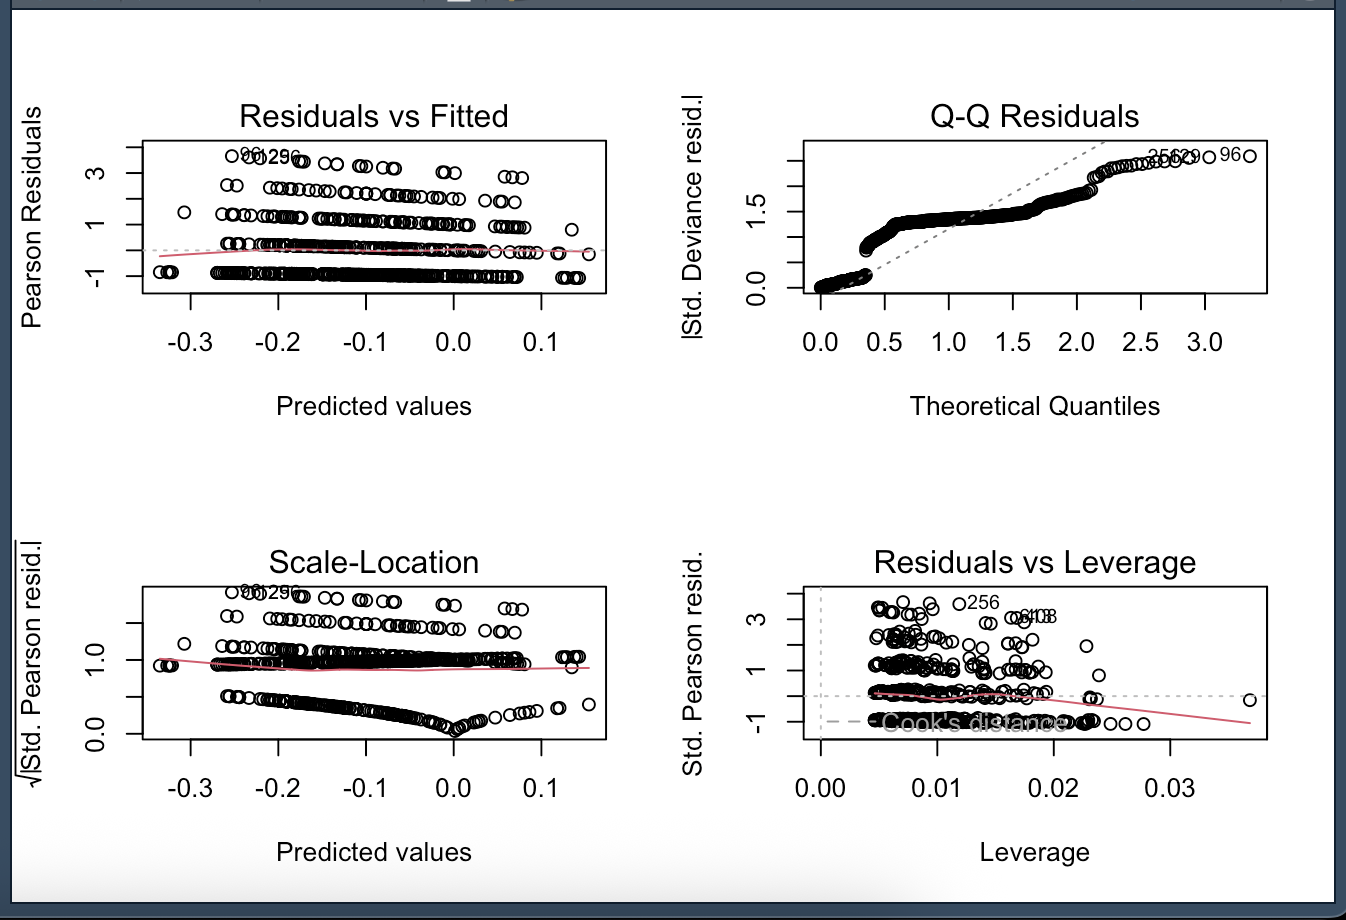 Residuals vs Fitted
Pearson Residuals
3
1
-1
-0.3 -0.2 -0.1 0.0 0.1
Predicted values
Q-Q Residuals
|Std. Deviance resid.|
1.5
0.0
96
0.0 0.5 1.0 1.5 2.0 2.5 3.0
Theoretical Quantiles
Scale-Location
√|Std. Pearson resid.|
1.0
0.0
-0.3 -0.2 -0.1 0.0 0.1
Predicted values
Residuals vs Leverage
Std. Pearson resid.
3
1
-1
256
Cook's distance
0.00 0.01 0.02 0.03
Leverage